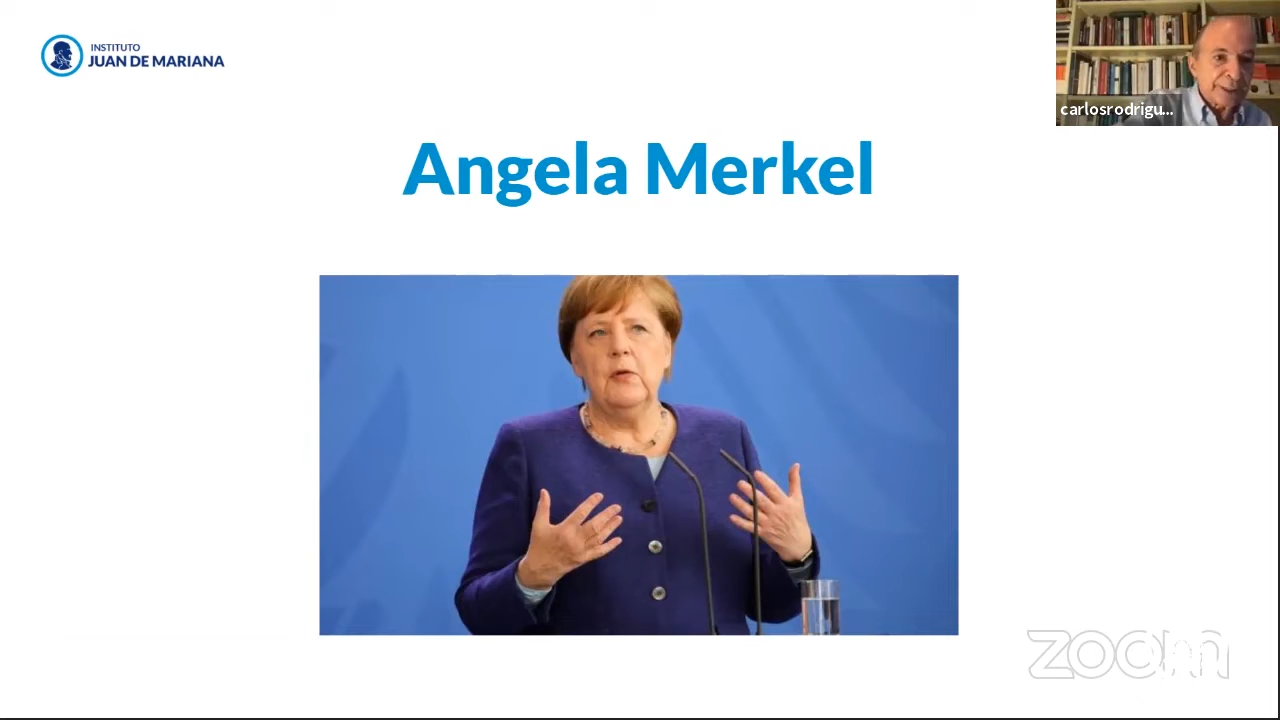 INSTITUTO
JUAN DE MARIANA
carlosrodrigu...
Angela Merkel
zoom